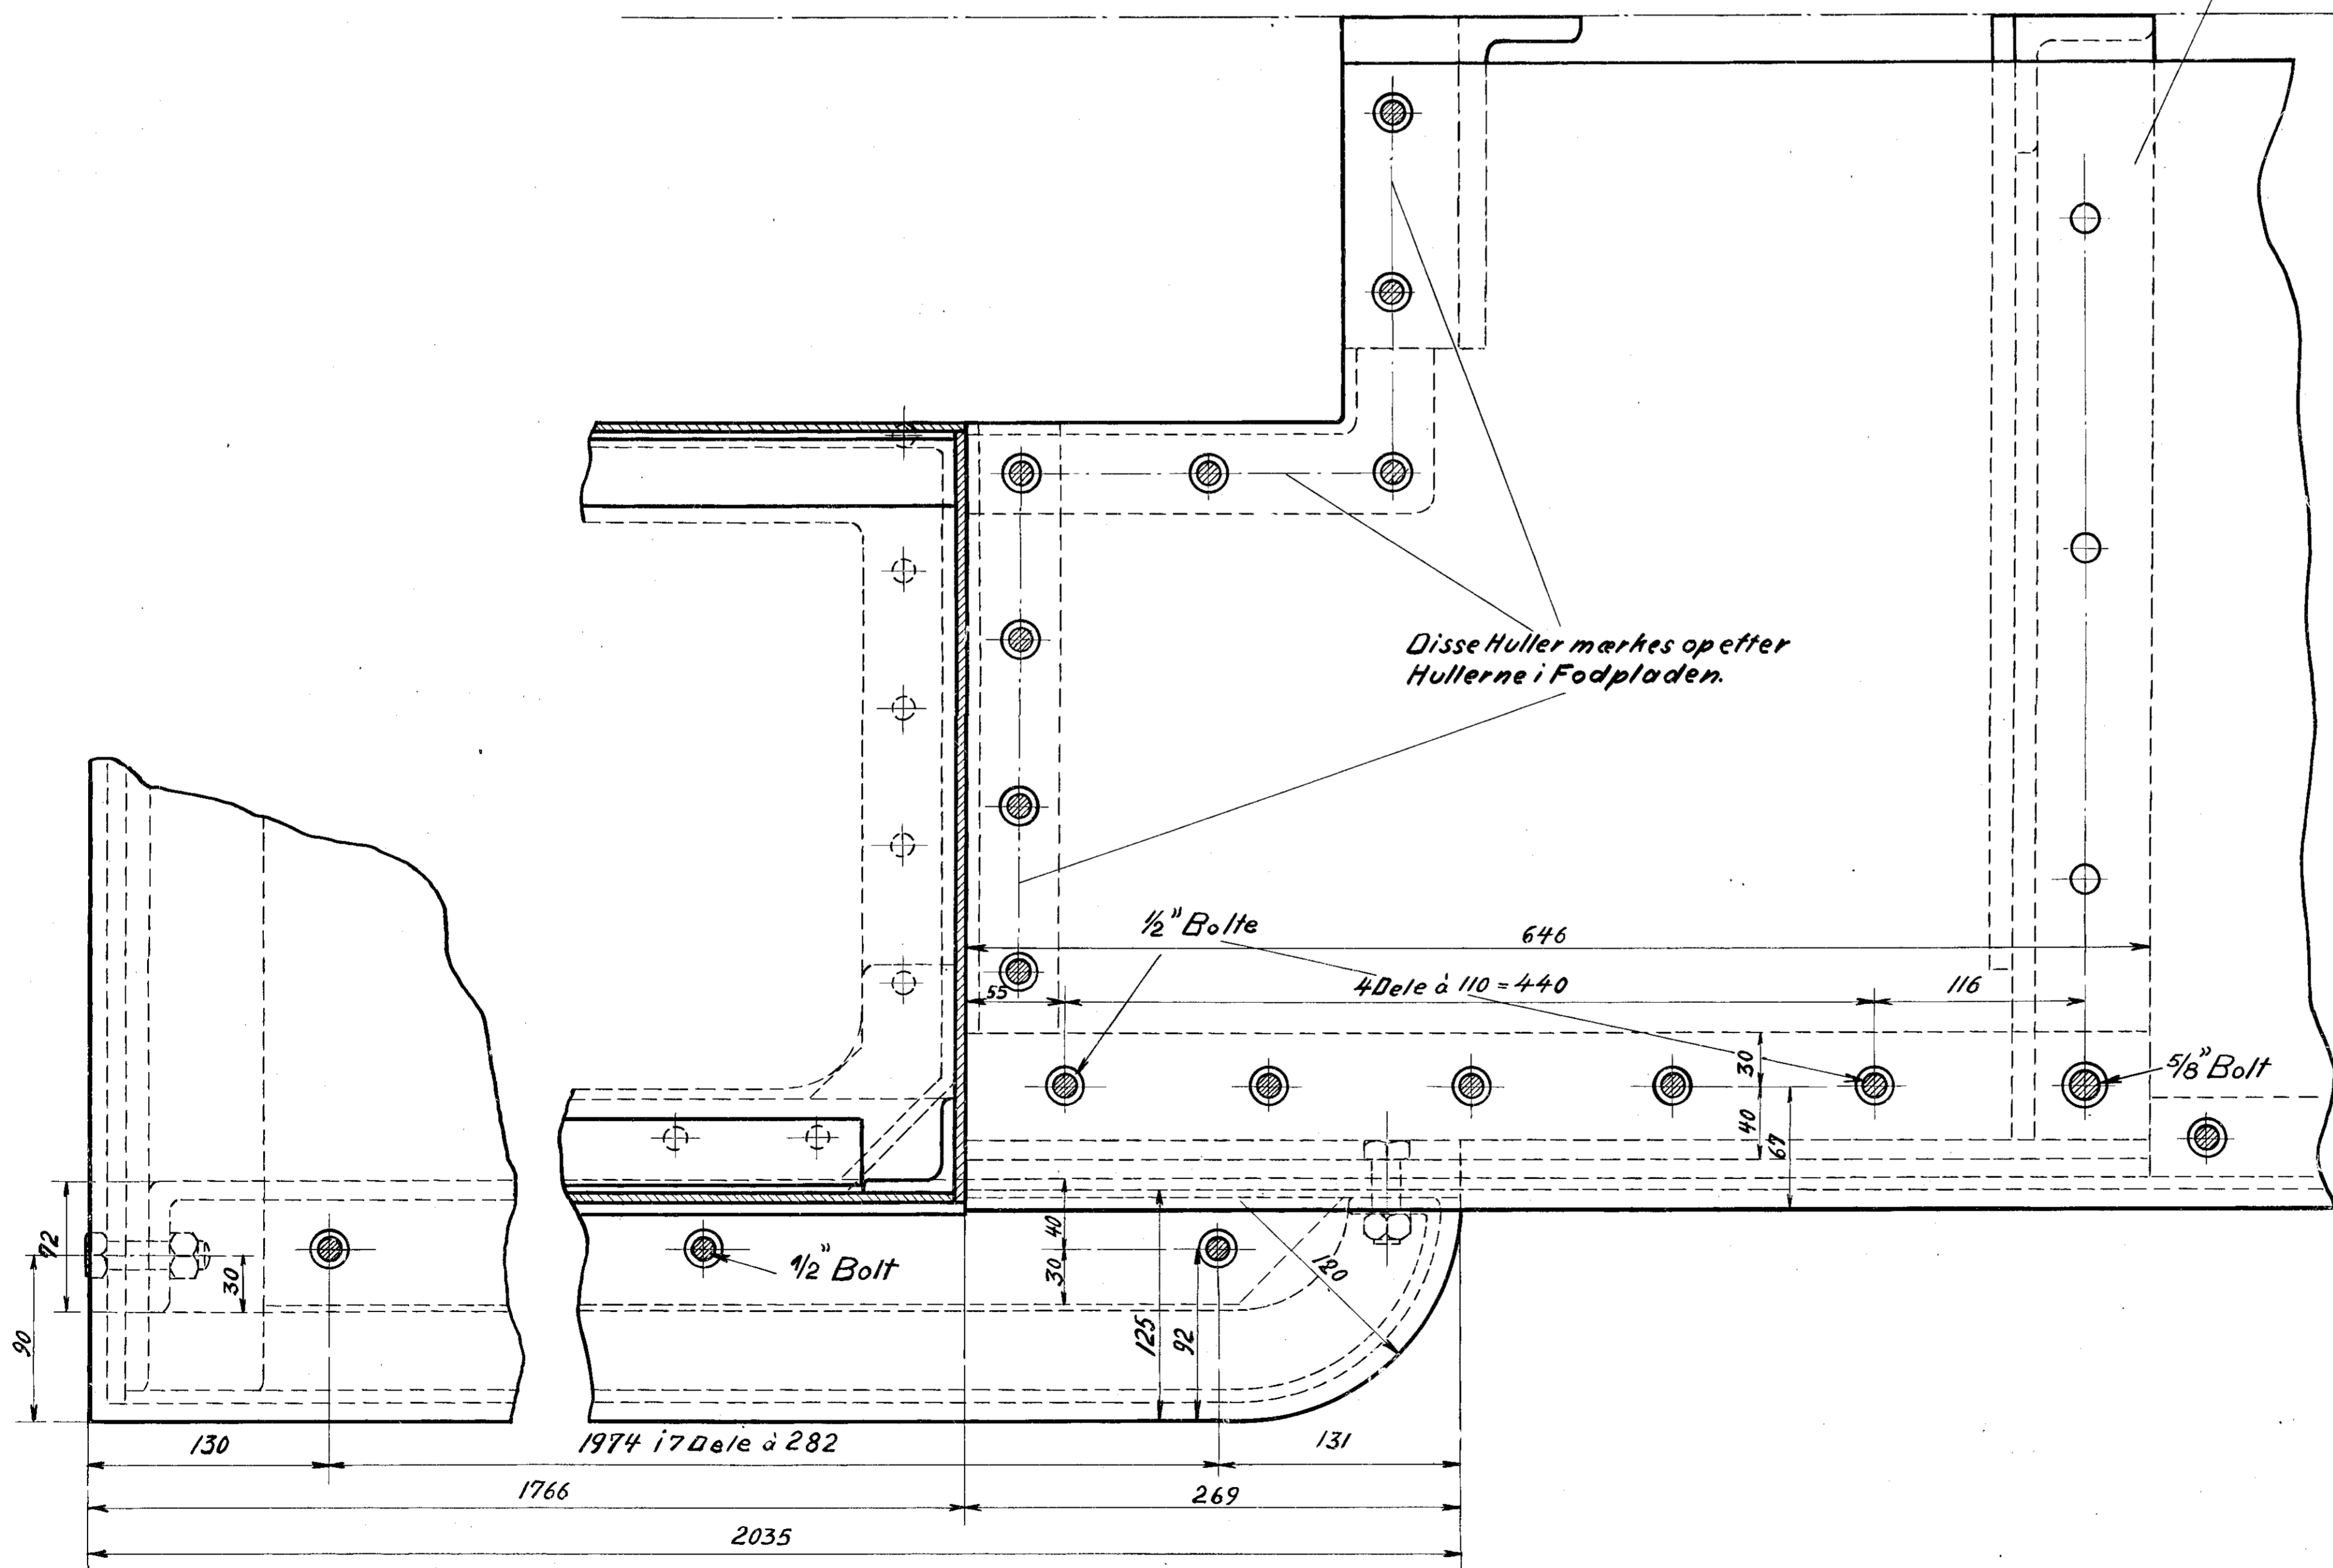 Disse Huller mærkes op efter
Hullerne i Fodpladen.
1/2" Bolte
646
55
4 Dele à 110 = 440
116
30
5/8" Bolt
40
67
72
40
1/2" Bolt
30
30
120
90
125
92
130
1974 i 7 Dele à 282
131
1766
269
2035